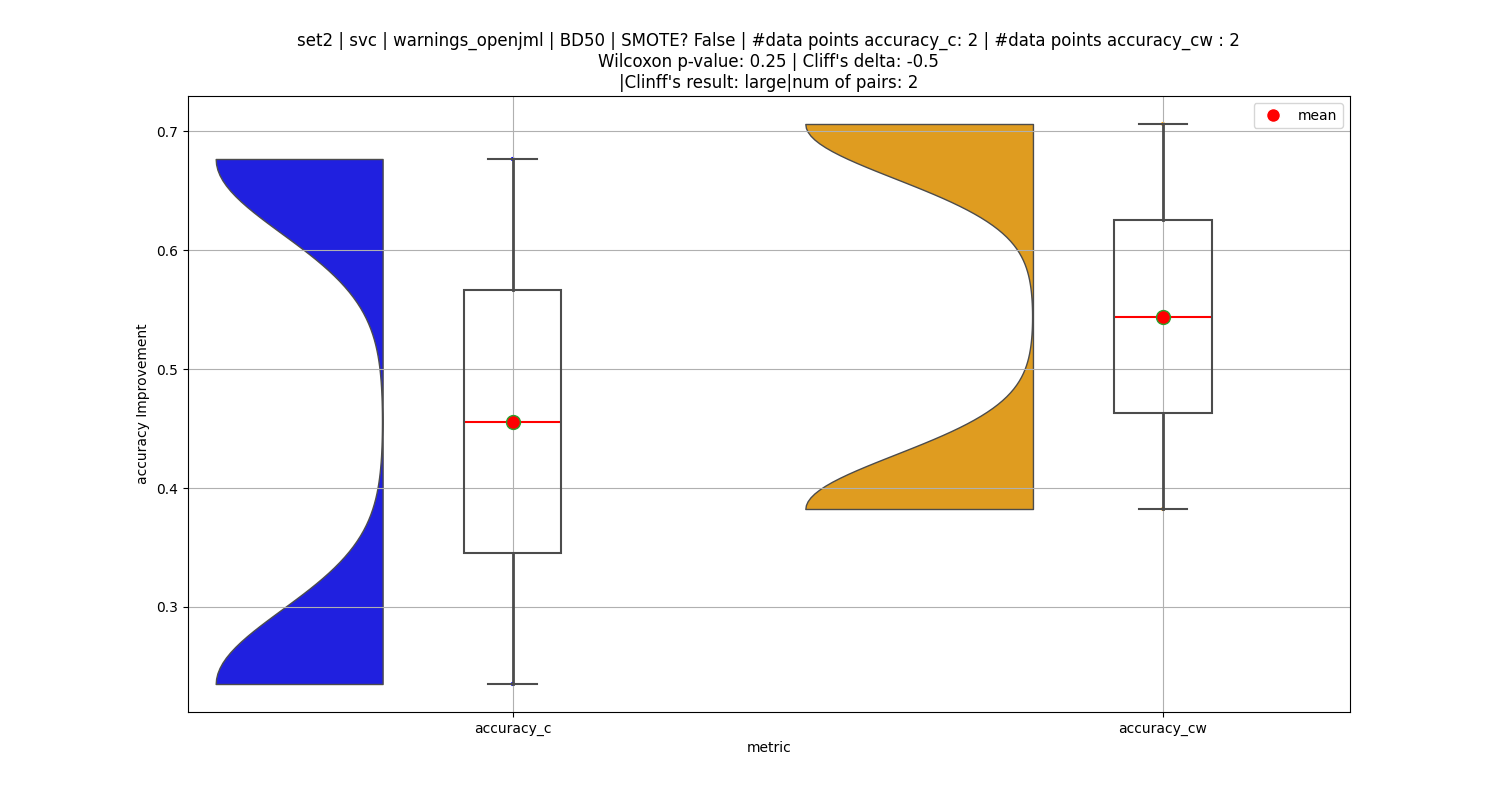 set2 | svc | warnings_openjml | BD50 | SMOTE? False | #data points accuracy_c: 2 | #data points accuracy_cw : 2
Wilcoxon p-value: 0.25 | Cliff's delta: -0.5
|Clinff's result: large|num of pairs: 2
mean
0.7
0.6
0.5
0.4
0.3
accuracy Improvement
accuracy_c
accuracy_cw
metric